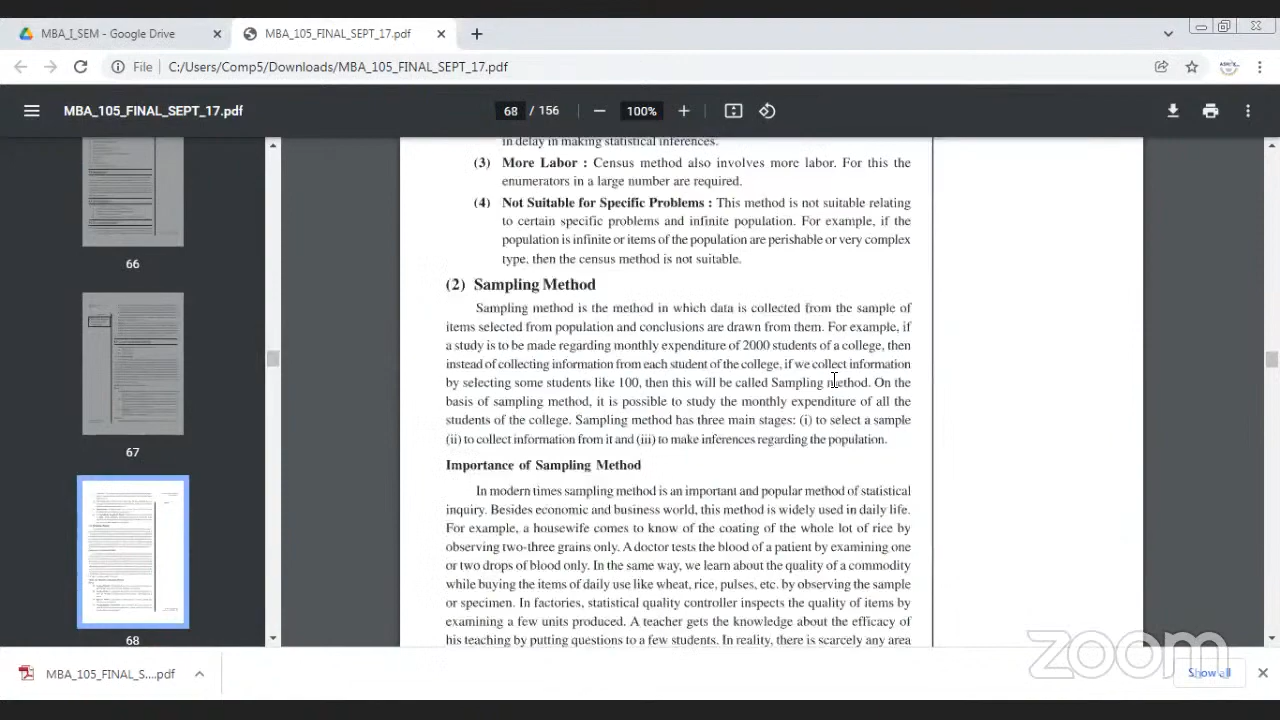 MBA_I_SEM - Google Drive
MBA_105_FINAL_SEPT_17.pdf
File
C:/Users/Comp5/Downloads/MBA_105_FINAL_SEPT_17.pdf
MBA_105_FINAL_SEPT_17.pdf
68 / 156
100%
66
67
68
in delay in making statistical inferences.
(3) More Labor : Census method also involves more labor. For this the
enumerators in a large number are required.
(4) Not Suitable for Specific Problems : This method is not suitable relating
to certain specific problems and infinite population. For example, if the
population is infinite or items of the population are perishable or very complex
type, then the census method is not suitable.
(2) Sampling Method
Sampling method is the method in which data is collected from the sample of
items selected from population and conclusions are drawn from them. For example, if
a study is to be made regarding monthly expenditure of 2000 students of a college, then
instead of collecting information from each student of the college, if we collect information
by selecting some students like 100, then this will be called Sampling method. On the
basis of sampling method, it is possible to study the monthly expenditure of all the
students of the college. Sampling method has three main stages: (i) to select a sample
(ii) to collect information from it and (iii) to make inferences regarding the population.
Importance of Sampling Method
In modern times sampling method is an important and popular method of statistical
inquiry. Besides economic and business world, this method is widely used in daily life.
For example, a housewife comes to know of the coating of the whole lot of rice by
observing two-three grains only. A doctor tests the blood of a patient by examining one
or two drops of blood only. In the same way, we learn about the quality of a commodity
while buying the items of daily use like wheat, rice, pulses, etc. by observing the sample
or specimen. In factories, statistical quality controller inspects the quality of items by
examining a few units produced. A teacher gets the knowledge about the efficacy of
his teaching by putting questions to a few students. In reality, there is scarcely any area
zoom
MBA_105_FINAL_S....pdf
Show all